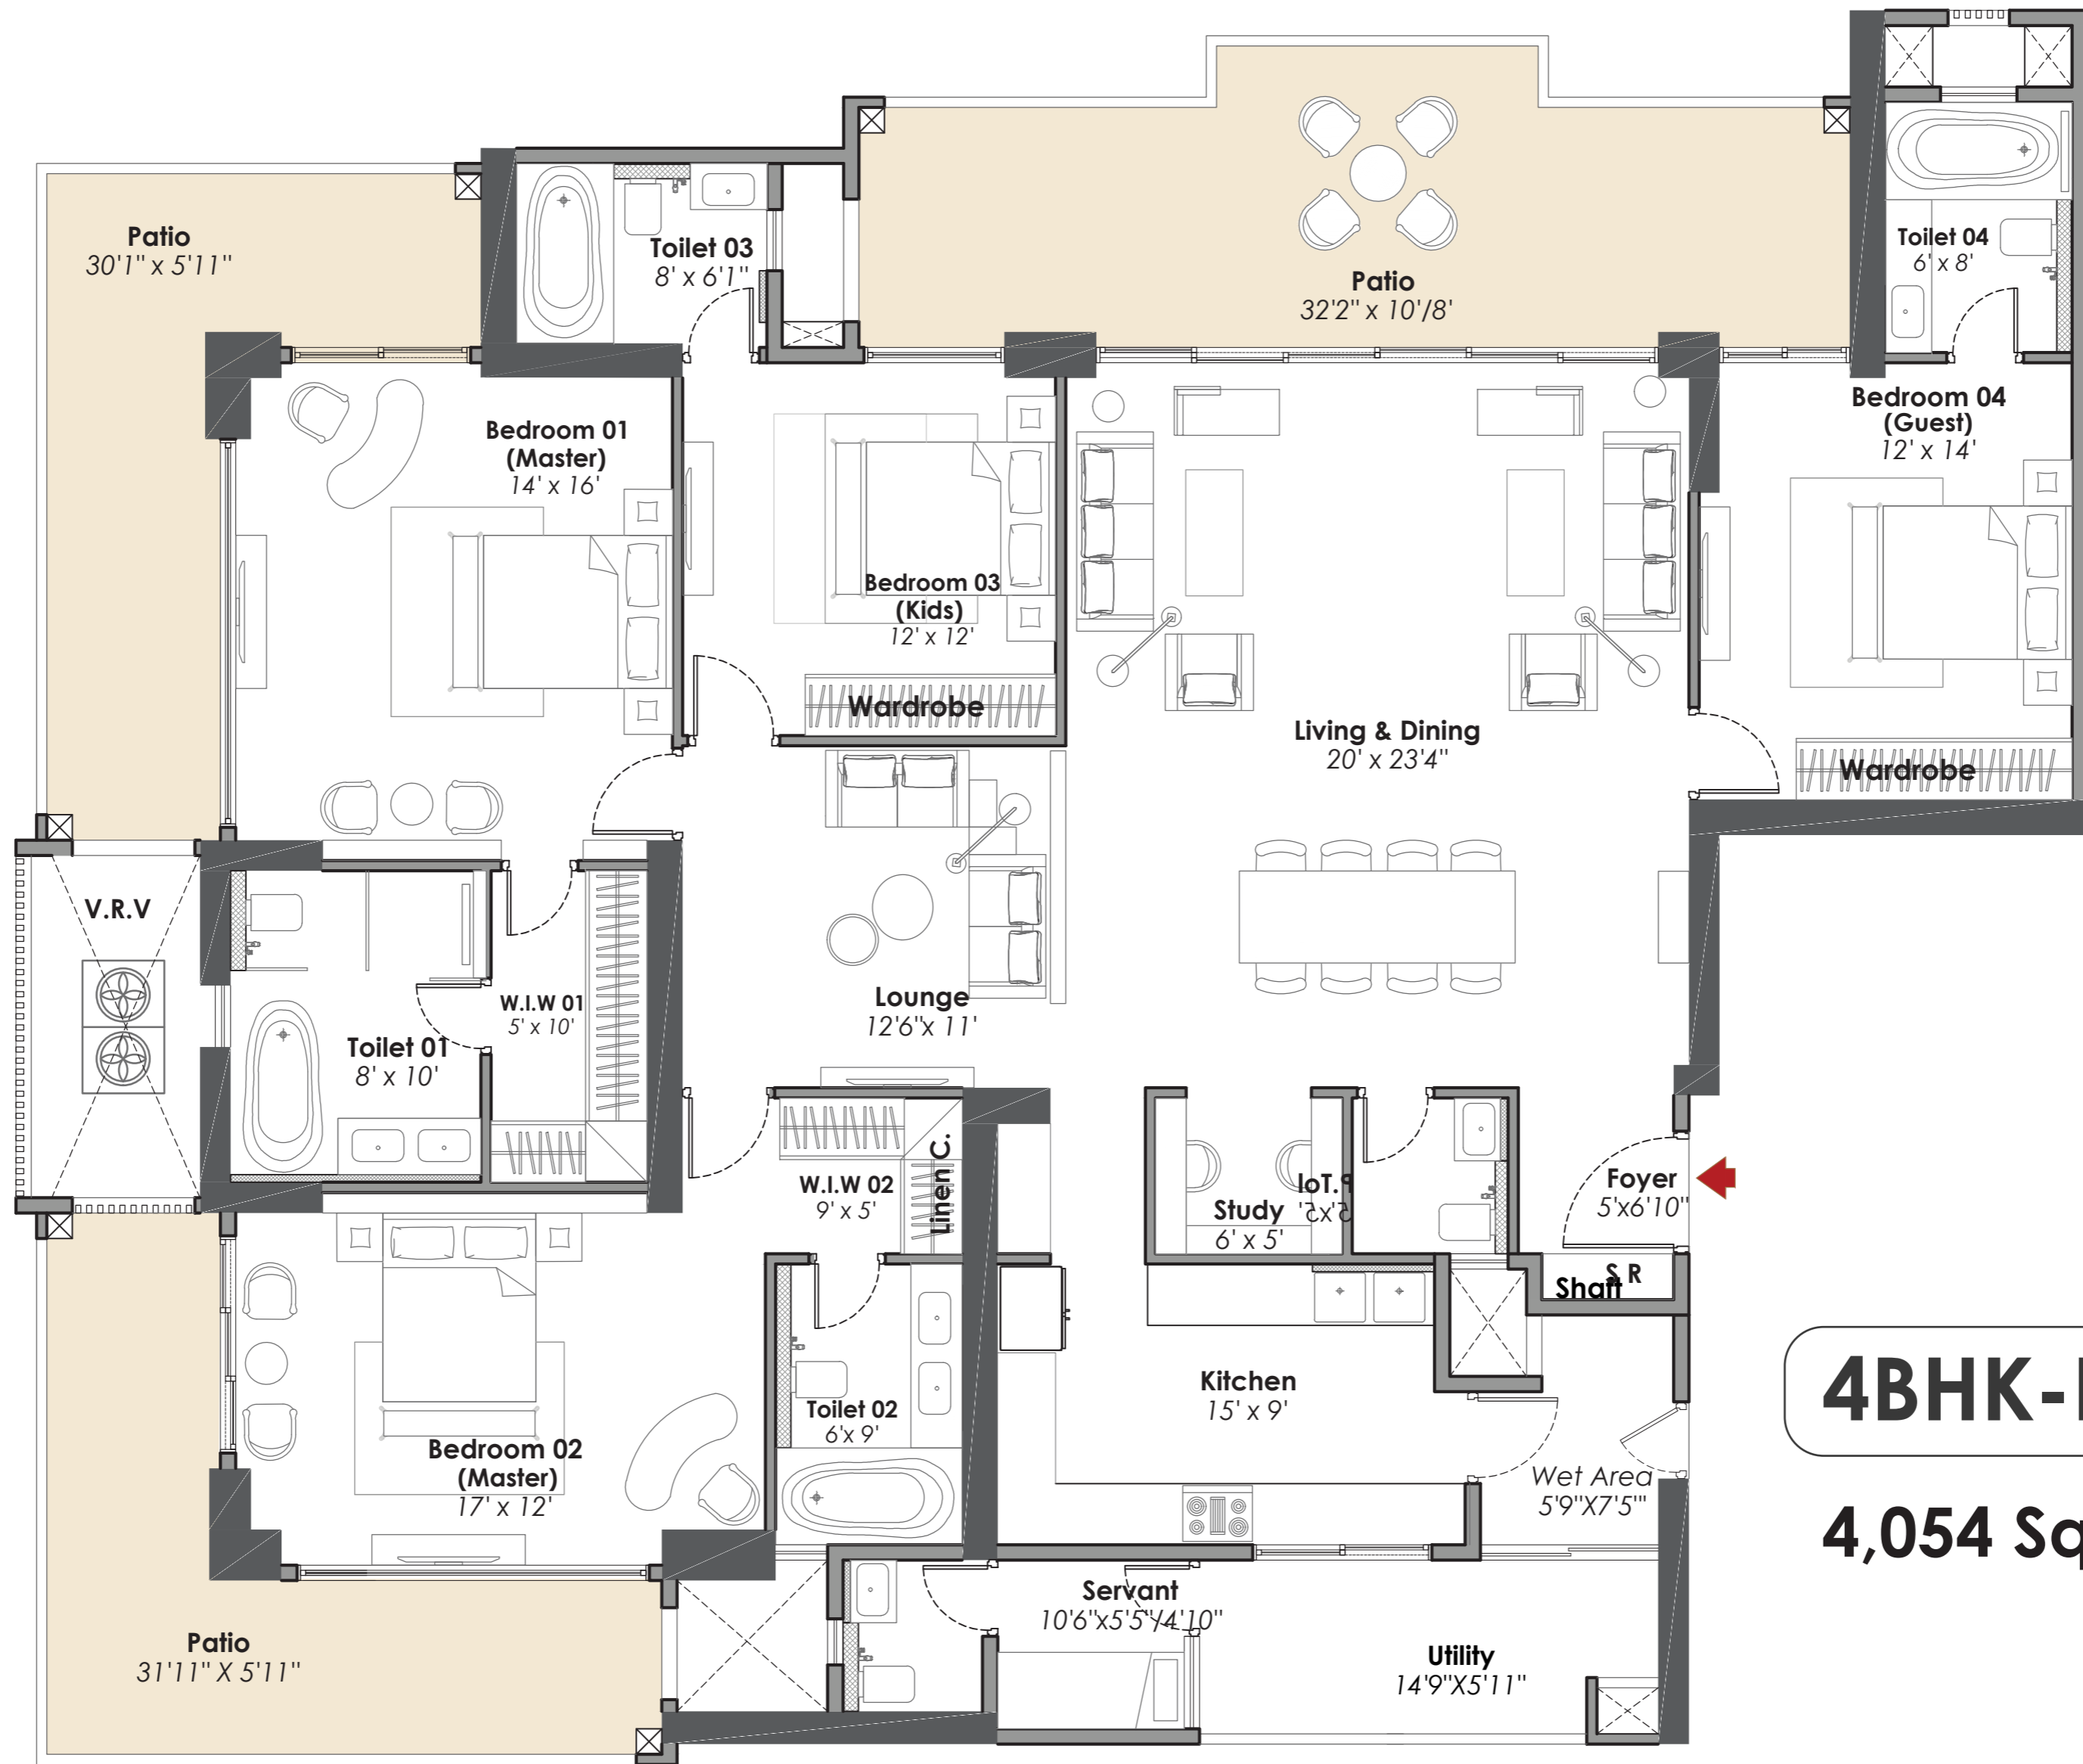 Patio
30'1" x 5'11"
Toilet 03
8' x 6'1"
Patio
32'2" x 10'/8'
Toilet 04
6' x 8'
Bedroom 01
(Master)
14' x 16'
Bedroom 03
(Kids)
12' x 12'
Wardrobe
Bedroom 04
(Guest)
12' x 14'
Wardrobe
Living & Dining
20' x 23'4"
V.R.V
Toilet 01
8' x 10'
W.I.W 01
5' x 10'
Lounge
12'6"x 11'
W.I.W 02
9' x 5'
Linen C.
Study
6' x 5'
P.Tol
5'x5'
Foyer
5'x6'10"
S R
Shaft
Kitchen
15' x 9'
Toilet 02
6'x 9'
Bedroom 02
(Master)
17' x 12'
Wet Area
5'9"X7'5'"
Servant
10'6"x5'5"/4'10"
Utility
14'9"X5'11"
Patio
31'11" X 5'11"
4BHK-
4,054 Sq